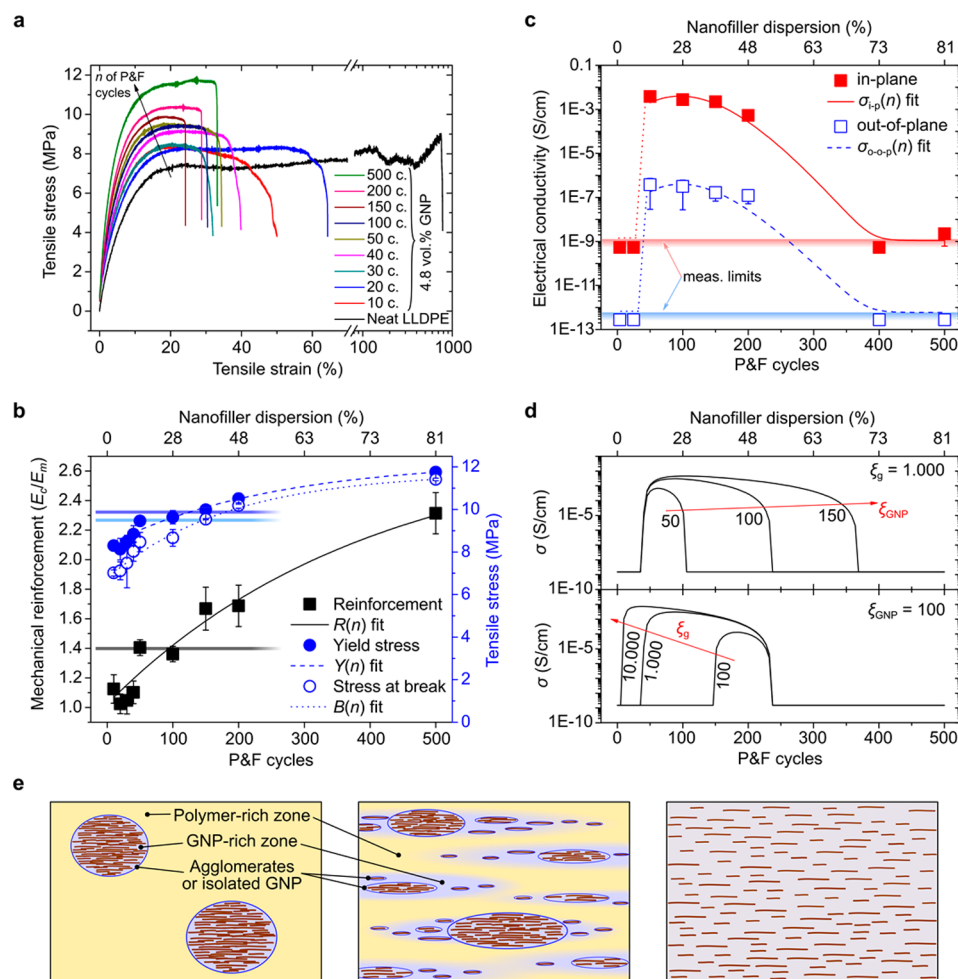 a
12
10
8
6
4
2
0
Tensile stress (MPa)
n of P&F
cycles
500 c.
200 c.
150 c.
100 c.
50 c.
40 c.
30 c.
20 c.
10 c.
Neat LLDPE
4.8 vol.% GNP
0 20 40 60 100 1000
Tensile strain (%)
b
Nanofiller dispersion (%)
0 28 48 63 73 81
2.6
2.4
2.2
2.0
1.8
1.6
1.4
1.2
1.0
Mechanical reinforcement (Ec/Em)
12
10
8
6
4
2
0
Tensile stress (MPa)
Reinforcement
R(n) fit
Yield stress
Y(n) fit
Stress at break
B(n) fit
0 100 200 300 400 500
P&F cycles
c
Nanofiller dispersion (%)
0 28 48 63 73 81
0.1
1E-3
1E-5
1E-7
1E-9
1E-11
1E-13
Electrical conductivity (S/cm)
in-plane
σi-p(n) fit
out-of-plane
σo-o-p(n) fit
meas. limits
0 100 200 300 400 500
P&F cycles
d
Nanofiller dispersion (%)
0 28 48 63 73 81
σ (S/cm)
1E-5
1E-10
ξg = 1.000
50
100
150
ξGNP
σ (S/cm)
1E-5
1E-10
ξGNP = 100
ξg
10.000
1.000
100
0 100 200 300 400 500
P&F cycles
e
Polymer-rich zone
GNP-rich zone
Agglomerates
or isolated GNP